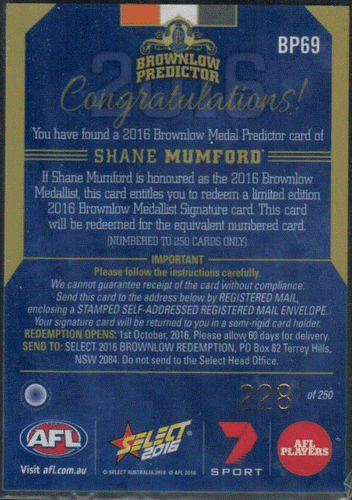 BP69
2016
BROWNLOW
PREDICTOR
Congratulations!
You have found a 2016 Brownlow Medal Predictor card of
SHANE MUMFORD
If Shane Mumford is honoured as the 2016 Brownlow
Medallist, this card entitles you to redeem a limited edition
2016 Brownlow Medallist Signature card. This card
will be redeemed for the equivalent numbered card.
(NUMBERED TO 250 CARDS ONLY)
IMPORTANT
Please follow the instructions carefully.
We cannot guarantee receipt of the card without compliance.
Send this card to the address below by REGISTERED MAIL,
enclosing a STAMPED SELF-ADDRESSED REGISTERED MAIL ENVELOPE.
Your signature card will be returned to you in a semi-rigid card holder.
REDEMPTION OPENS: 1st October, 2016. Please allow 60 days for delivery.
SEND TO: SELECT 2016 BROWNLOW REDEMPTION, PO Box 82 Terrey Hills,
NSW 2084. Do not send to the Select Head Office.
228 of 250
AFL
Visit afl.com.au
SELECT
2016
© SELECT AUSTRALIA 2016 © AFL 2016
7
SPORT
AFL
PLAYERS